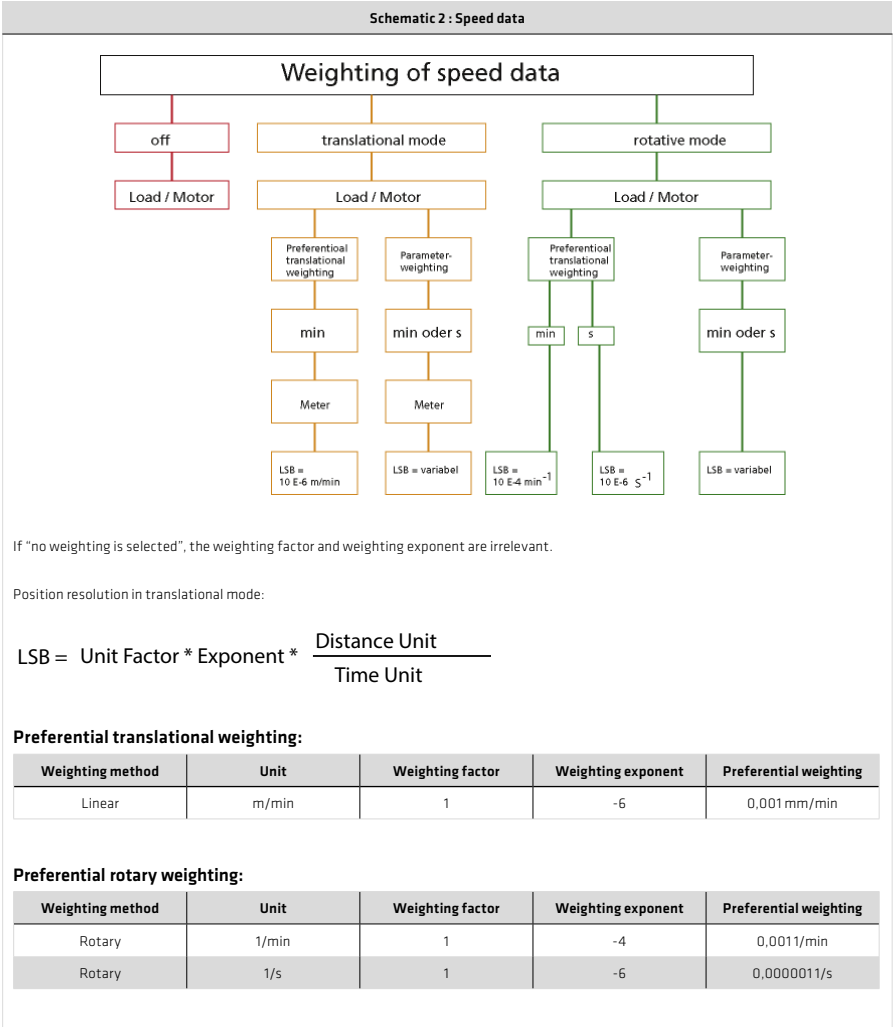 Schematic 2 : Speed data
Weighting of speed data
off
translational mode
rotative mode
Load / Motor
Load / Motor
Load / Motor
Preferentioal
translational
weighting
Parameter-
weighting
Preferentioal
translational
weighting
Parameter-
weighting
min
min oder s
min
s
min oder s
Meter
Meter
LSB =
10 E-6 m/min
LSB = variabel
LSB =
10 E-4 min-1
LSB =
10 E-6 S-1
LSB = variabel
If “no weighting is selected”, the weighting factor and weighting exponent are irrelevant.
Position resolution in translational mode:
LSB = Unit Factor * Exponent * Distance Unit
Time Unit
Preferential translational weighting:
Weighting method Unit Weighting factor Weighting exponent Preferential weighting
Linear m/min 1 -6 0,001 mm/min
Preferential rotary weighting:
Weighting method Unit Weighting factor Weighting exponent Preferential weighting
Rotary 1/min 1 -4 0,0011/min
Rotary 1/s 1 -6 0,0000011/s